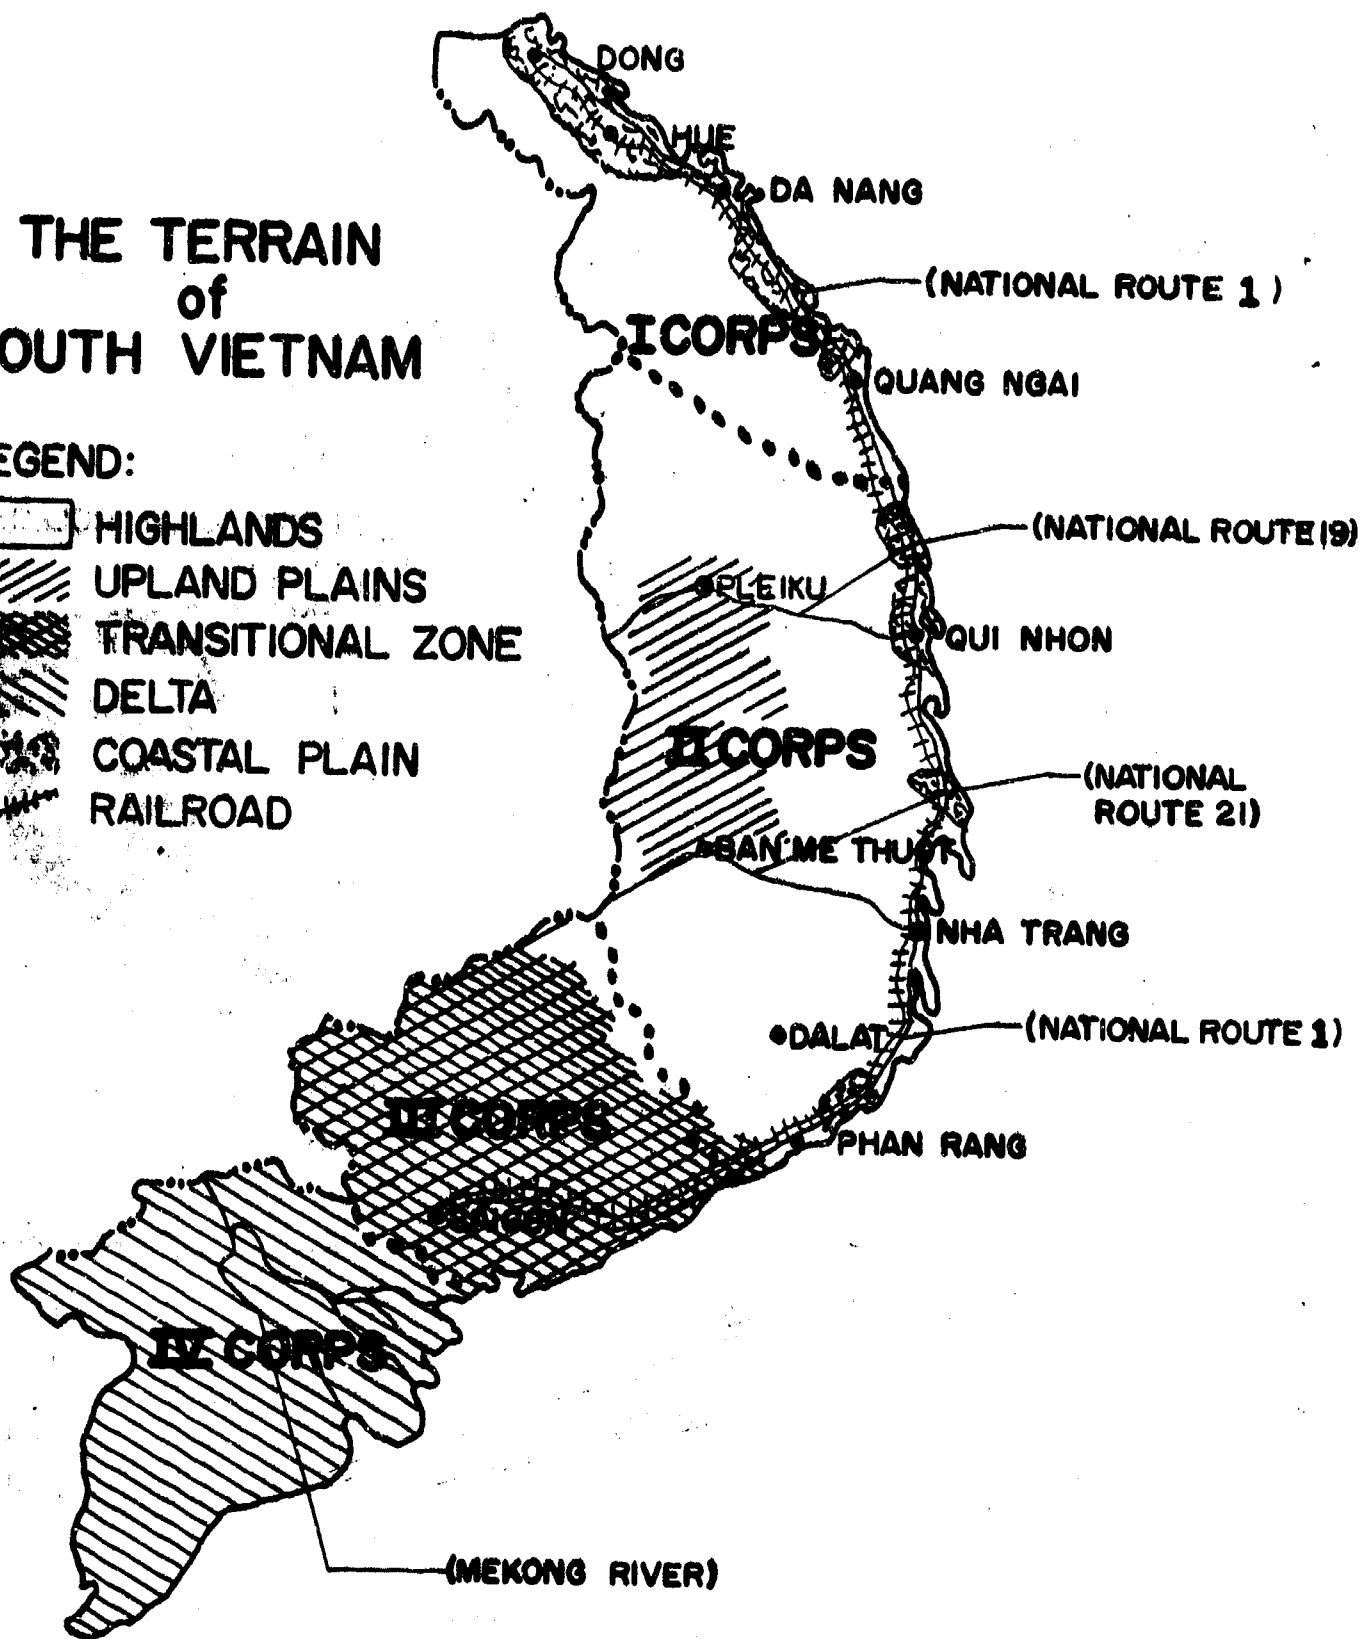 THE TERRAIN
of
OUTH VIETNAM
EGEND:
HIGHLANDS
UPLAND PLAINS
TRANSITIONAL ZONE
DELTA
COASTAL PLAIN
RAILROAD
DONG
HUE
DA NANG
(NATIONAL ROUTE 1)
I CORPS
QUANG NGAI
(NATIONAL ROUTE 19)
PLEIKU
QUI NHON
II CORPS
(NATIONAL
ROUTE 21)
BAN ME THUOT
NHA TRANG
DALAT
(NATIONAL ROUTE 1)
III CORPS
PHAN RANG
SAIGON
IV CORPS
(MEKONG RIVER)